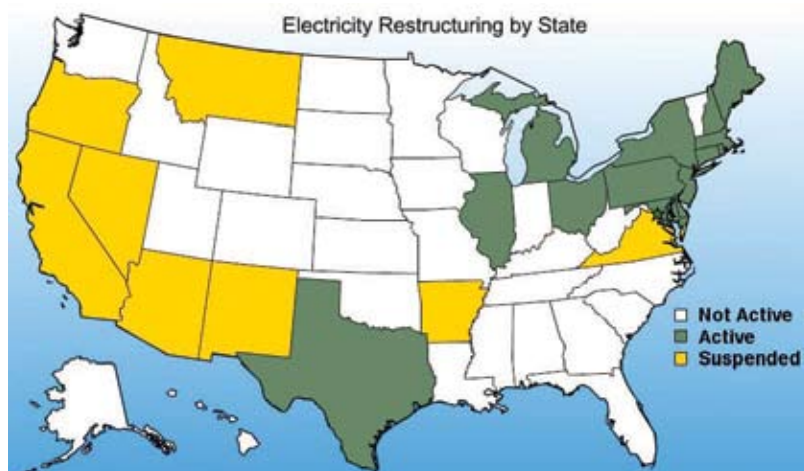 Electricity Restructuring by State
Not Active
Active
Suspended